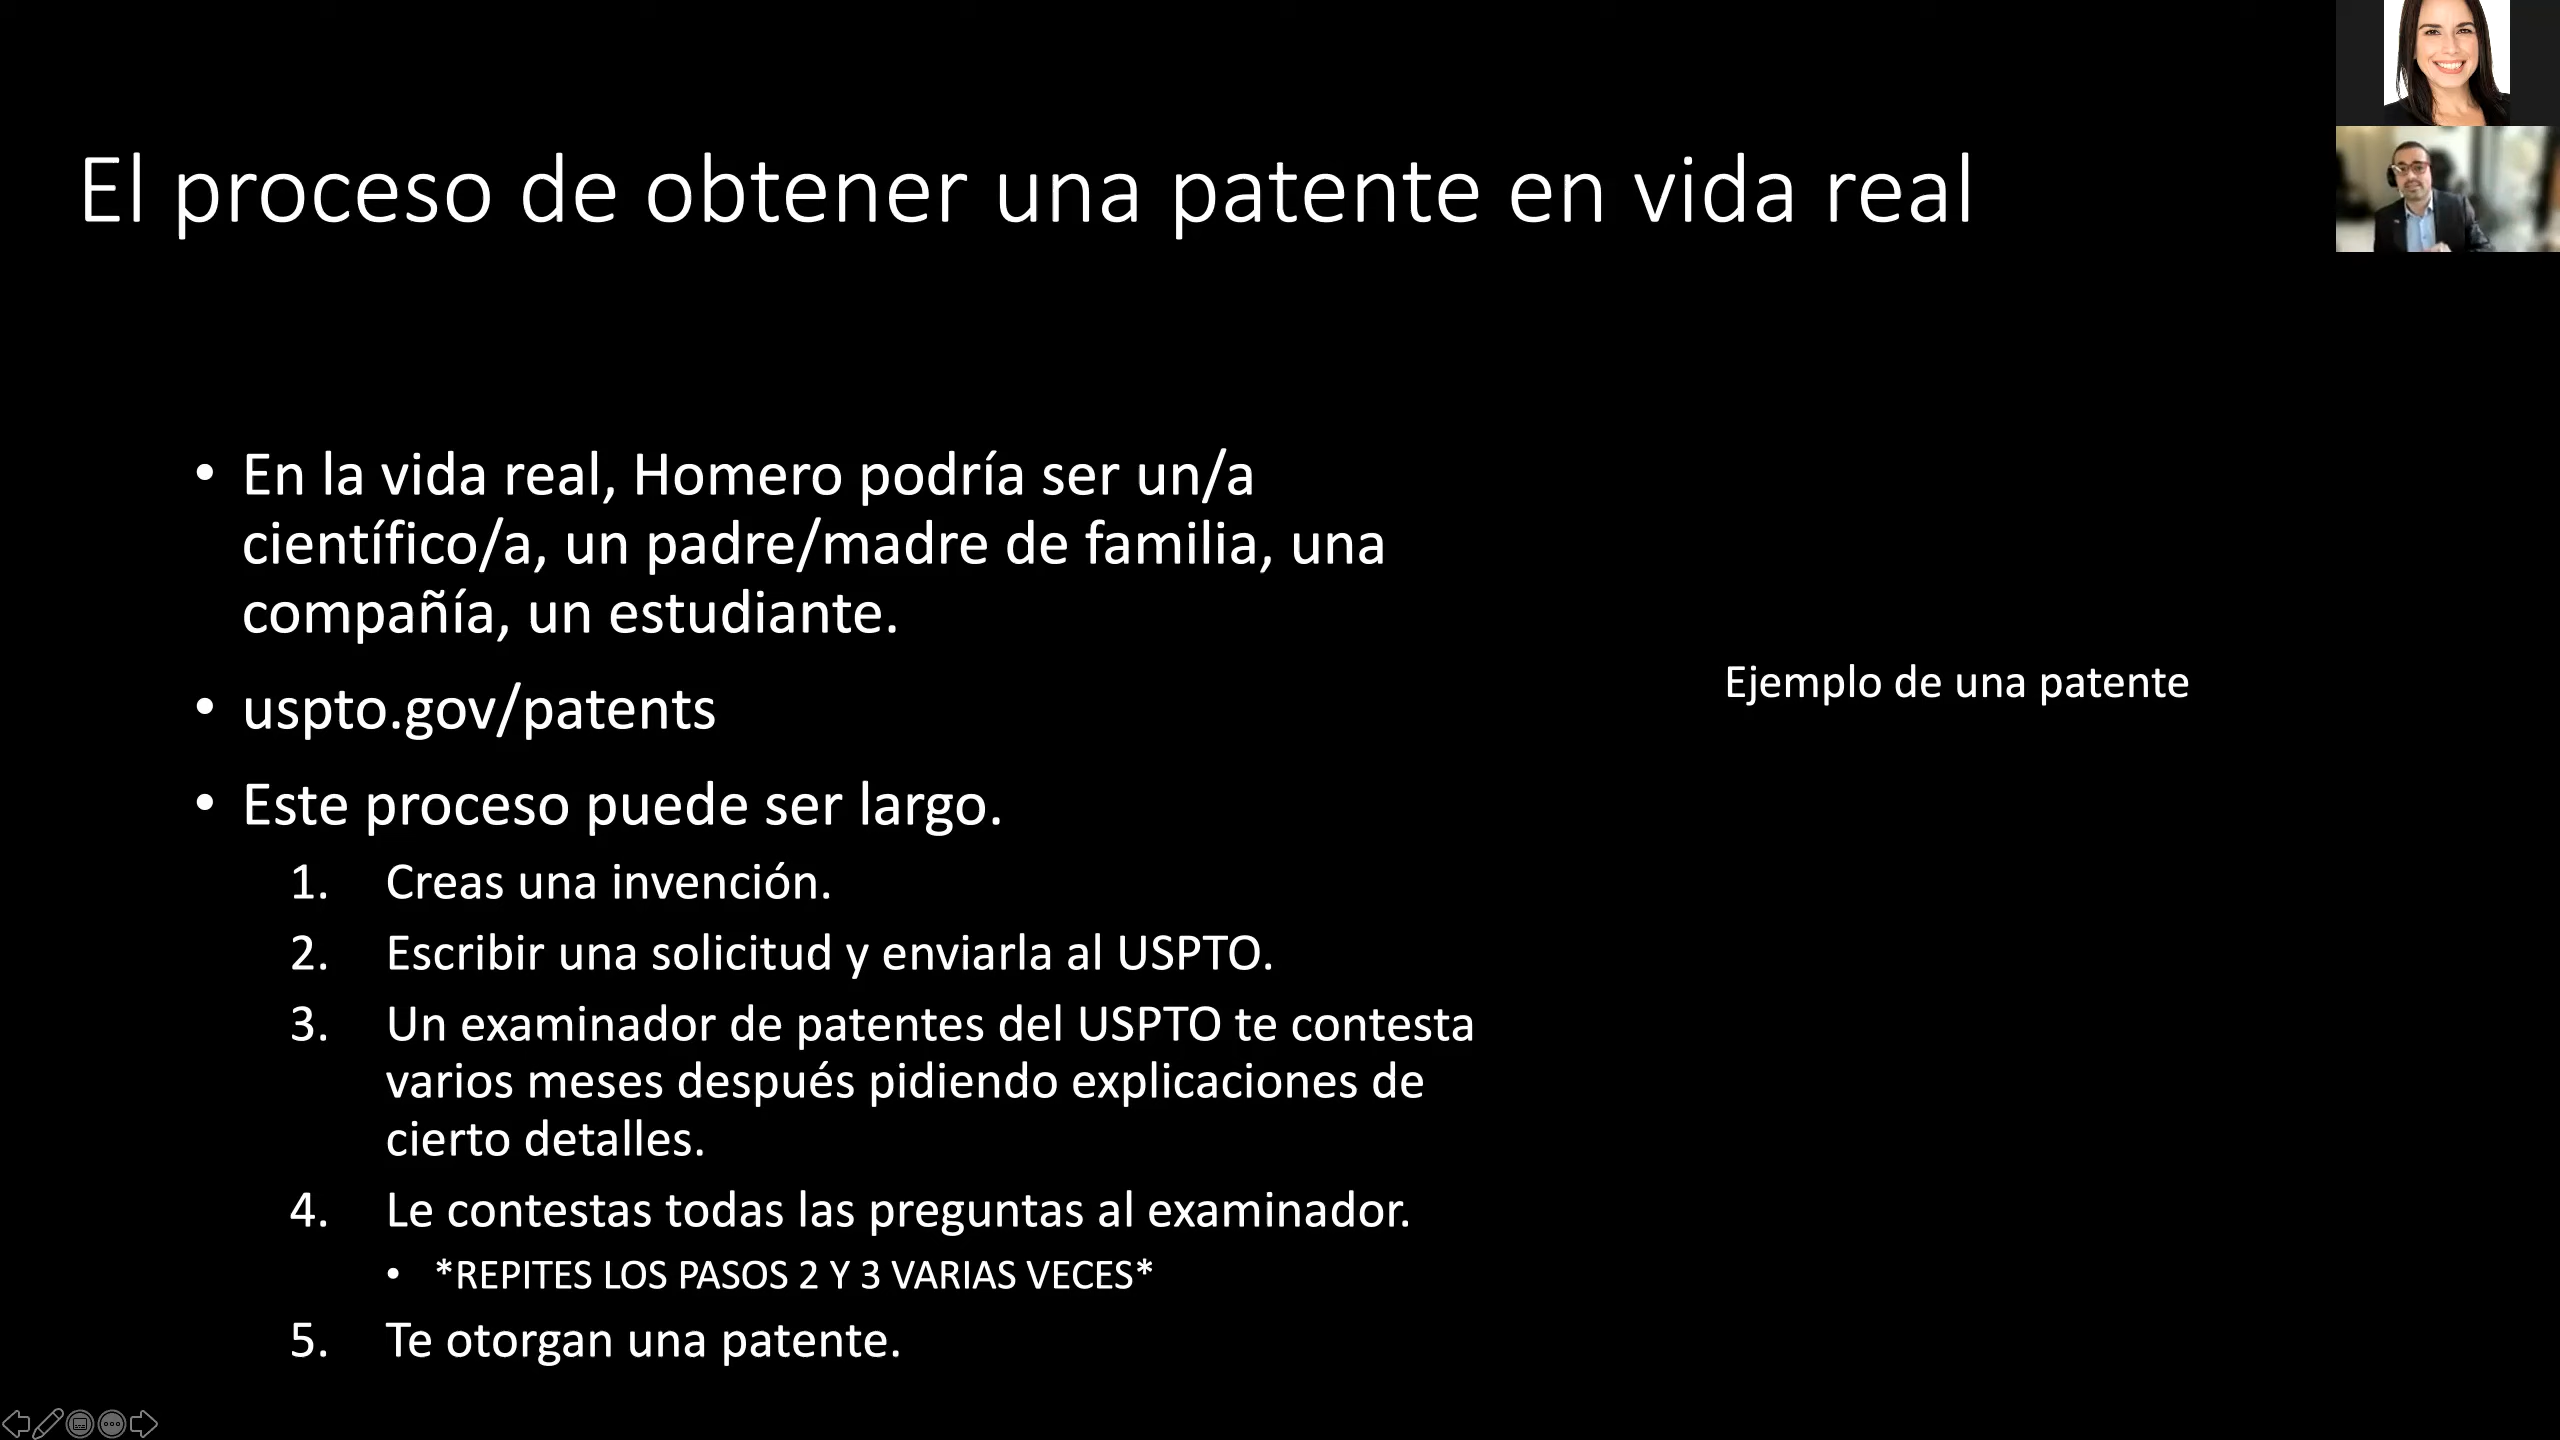 El proceso de obtener una patente en vida real
• En la vida real, Homero podría ser un/a
científico/a, un padre/madre de familia, una
compañía, un estudiante.
• uspto.gov/patents
• Este proceso puede ser largo.
1. Creas una invención.
2. Escribir una solicitud y enviarla al USPTO.
3. Un examinador de patentes del USPTO te contesta
varios meses después pidiendo explicaciones de
cierto detalles.
4. Le contestas todas las preguntas al examinador.
• *REPITES LOS PASOS 2 Y 3 VARIAS VECES*
5. Te otorgan una patente.
Ejemplo de una patente